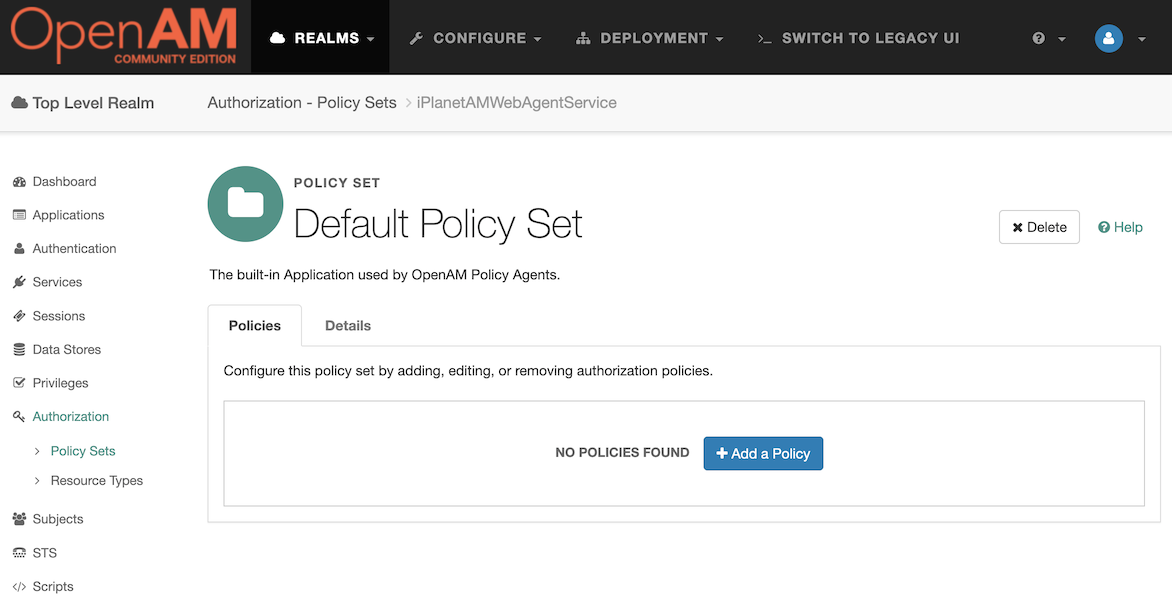 OpenAM
COMMUNITY EDITION
REALMS
CONFIGURE
DEPLOYMENT
>_ SWITCH TO LEGACY UI
Top Level Realm
Authorization - Policy Sets > iPlanetAMWebAgentService
Dashboard
Applications
Authentication
Services
Sessions
Data Stores
Privileges
Authorization
> Policy Sets
> Resource Types
Subjects
STS
</> Scripts
POLICY SET
Default Policy Set
Delete
Help
The built-in Application used by OpenAM Policy Agents.
Policies
Details
Configure this policy set by adding, editing, or removing authorization policies.
NO POLICIES FOUND
+ Add a Policy